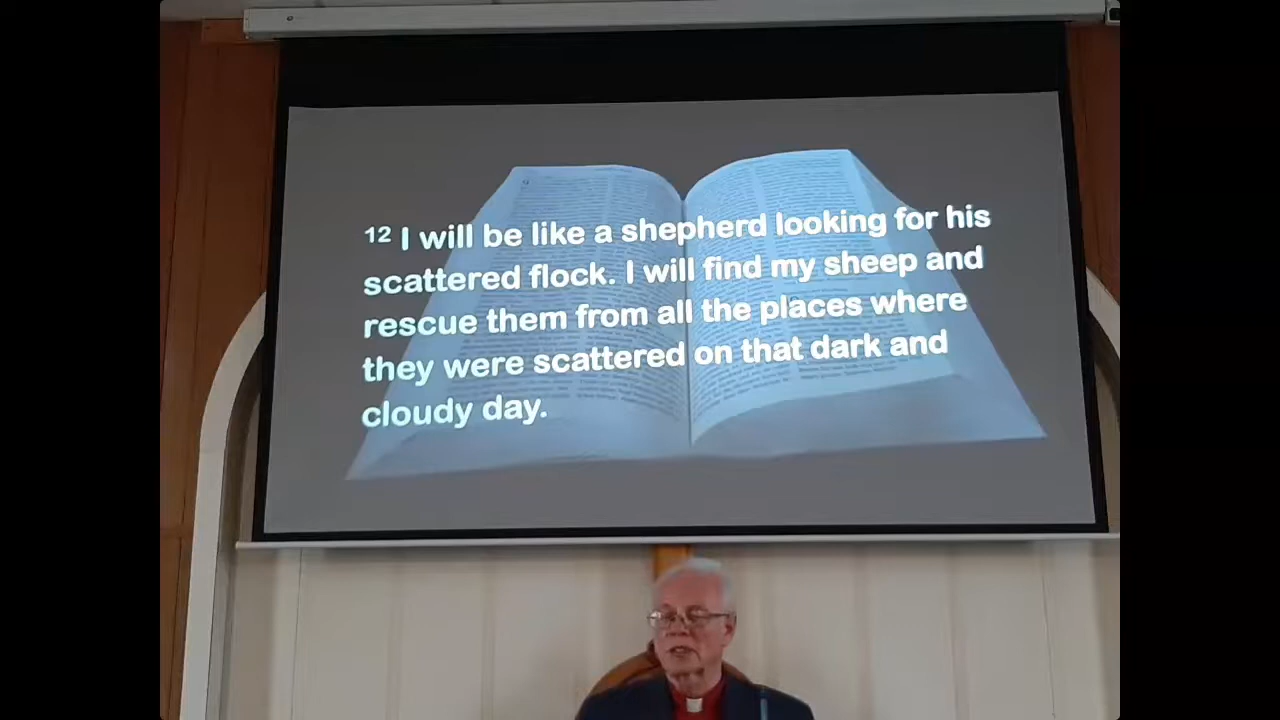 12 I will be like a shepherd looking for his
scattered flock. I will find my sheep and
rescue them from all the places where
they were scattered on that dark and
cloudy day.